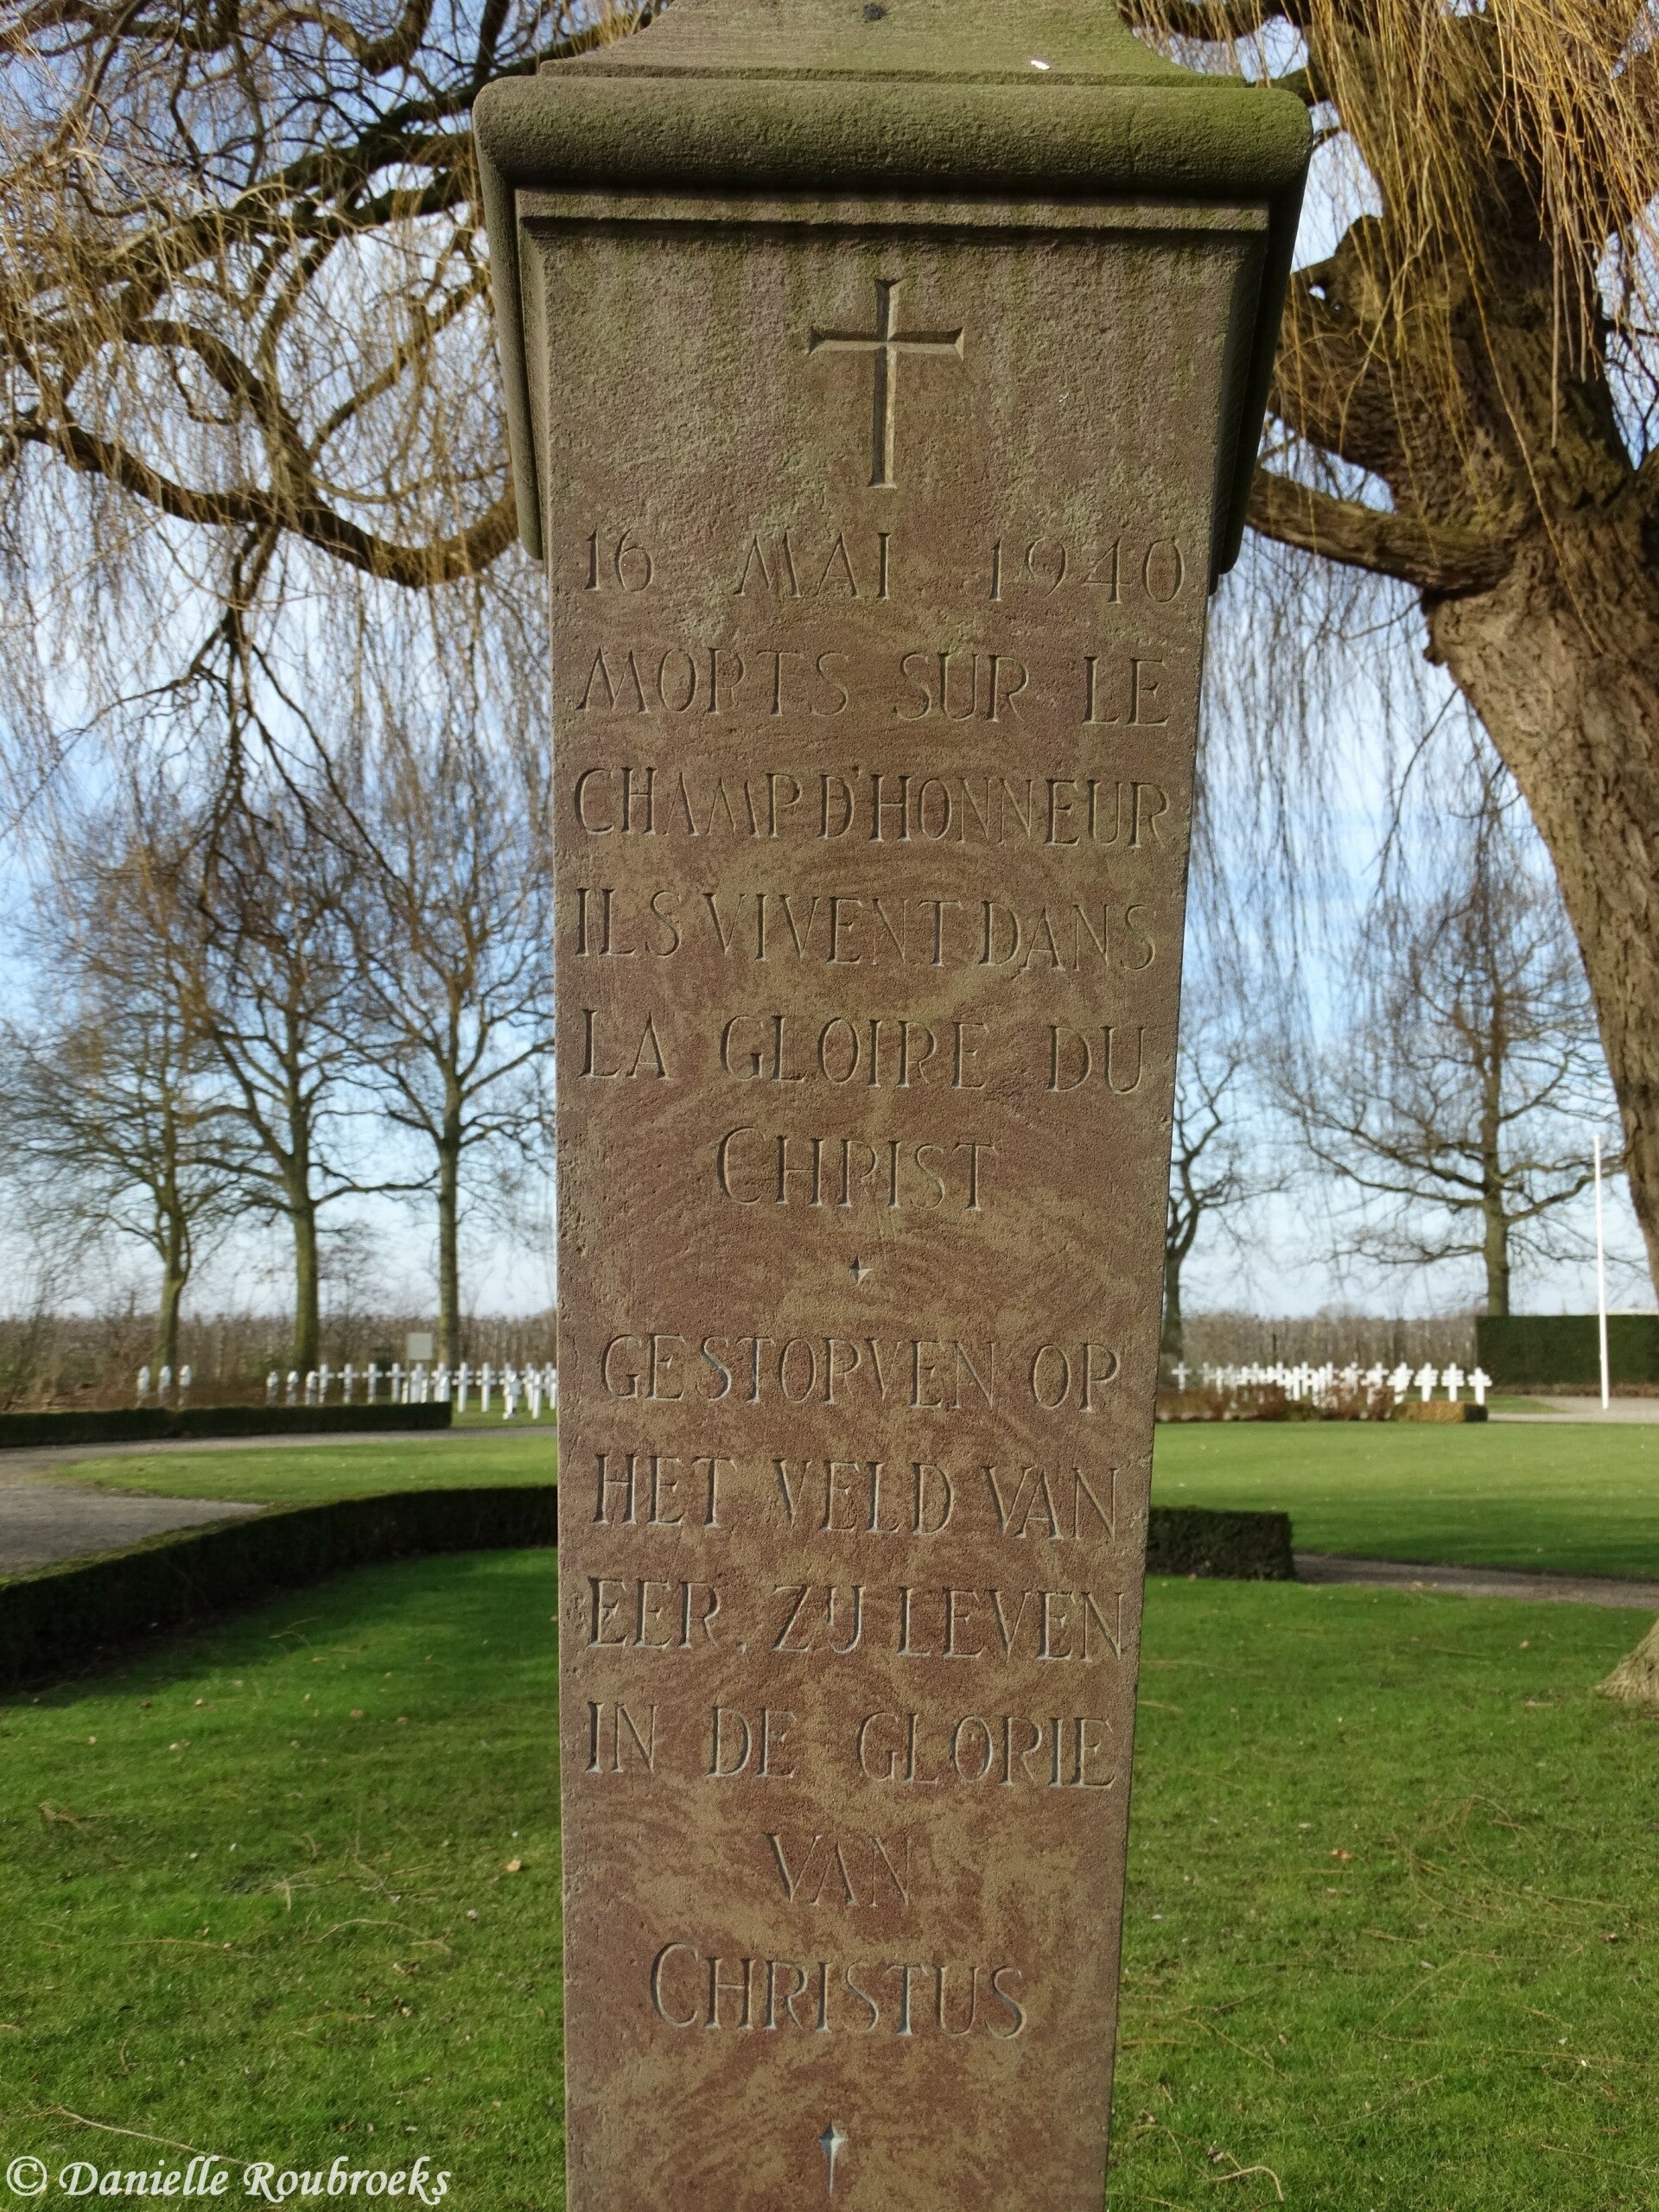 16 MAI 1940
MORTS SUR LE
CHAMP D'HONNEUR
ILS VIVENT DANS
LA GLOIRE DU
CHRIST
GESTORVEN OP
HET VELD VAN
EER, ZIJ LEVEN
IN DE GLORIE
VAN
CHRISTUS
© Danielle Roubroeks